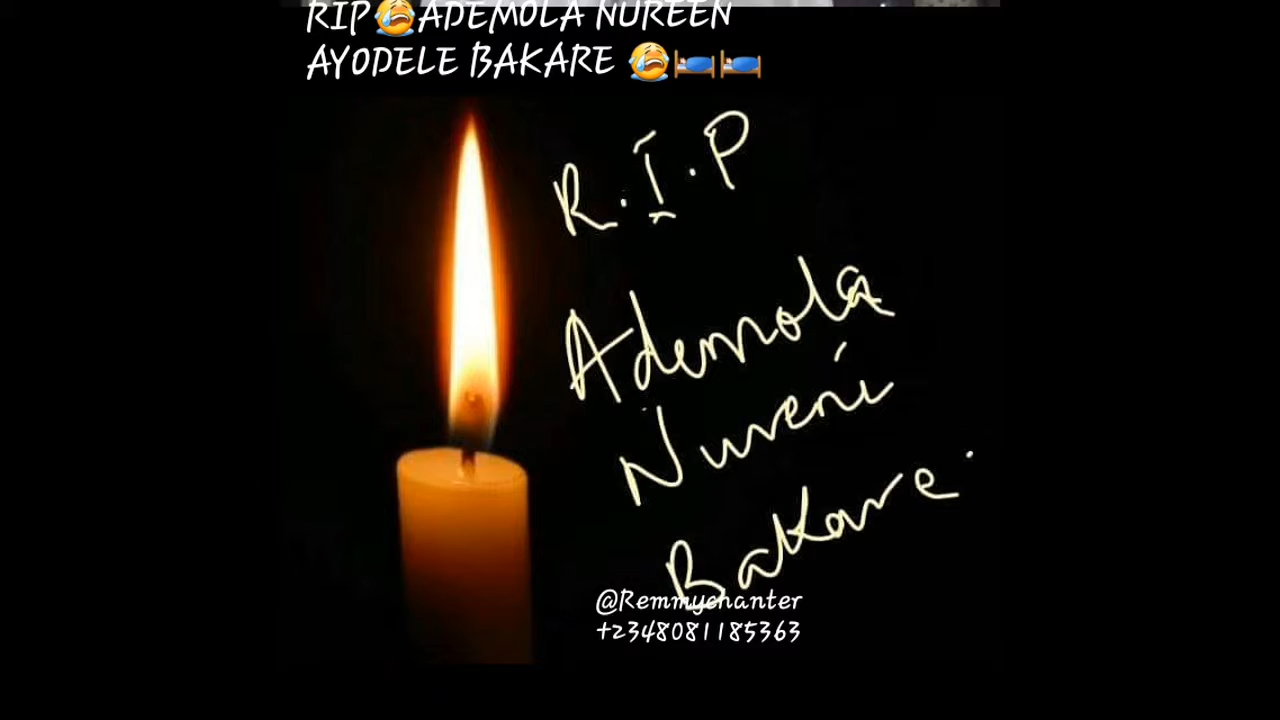 RIP😭ADEMOLA NUREEN
AYODELE BAKARE 😭🛌🛌
R.I.P
Ademola
Nureni
Bakare.
@Remmychanter
+2348081185363